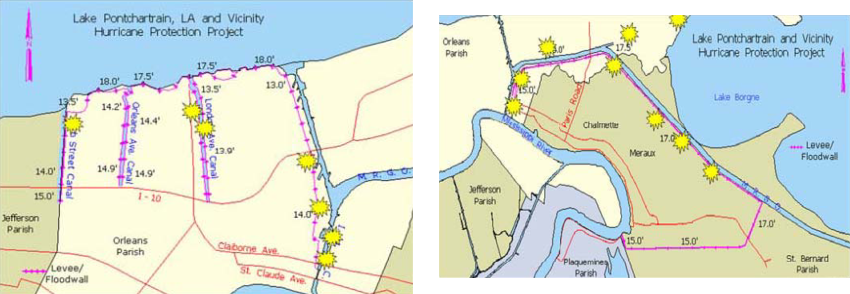 Lake Pontchartrain, LA and Vicinity
Hurricane Protection Project
N
17.5'
18.0'
18.0'
17.5'
13.5'
13.5'
13.0'
14.2'
14.4'
Orleans Ave. Canal
London Ave. Canal
13.9'
Street Canal
14.0'
14.9'
14.9'
15.0'
I - 10
M. R. G. O.
14.0'
Jefferson
Parish
Orleans
Parish
Claiborne Ave.
St. Claude Ave.
Levee/
Floodwall
Lake Pontchartrain and Vicinity
Hurricane Protection Project
N
Orleans
Parish
17.5'
15.0'
Paris Road
Lake Borgne
Mississippi River
Chalmette
17.0'
Meraux
Levee/
Floodwall
M. R. G. O.
Jefferson
Parish
17.0'
15.0'
15.0'
Plaquemines
Parish
St. Bernard
Parish